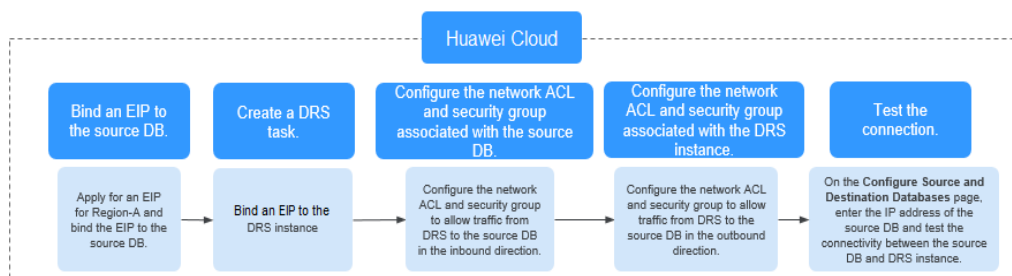 Huawei Cloud
Bind an EIP to
the source DB.
Create a DRS
task.
Configure the network ACL
and security group
associated with the source
DB.
Configure the network
ACL and security group
associated with the DRS
instance.
Test the
connection.
Apply for an EIP
for Region-A and
bind the EIP to the
source DB.
Bind an EIP to the
DRS instance
Configure the network
ACL and security group
to allow traffic from
DRS to the source DB
in the inbound direction.
Configure the network ACL
and security group to allow
traffic from DRS to the
source DB in the outbound
direction.
On the Configure Source and
Destination Databases page,
enter the IP address of the
source DB and test the
connectivity between the source
DB and DRS instance.